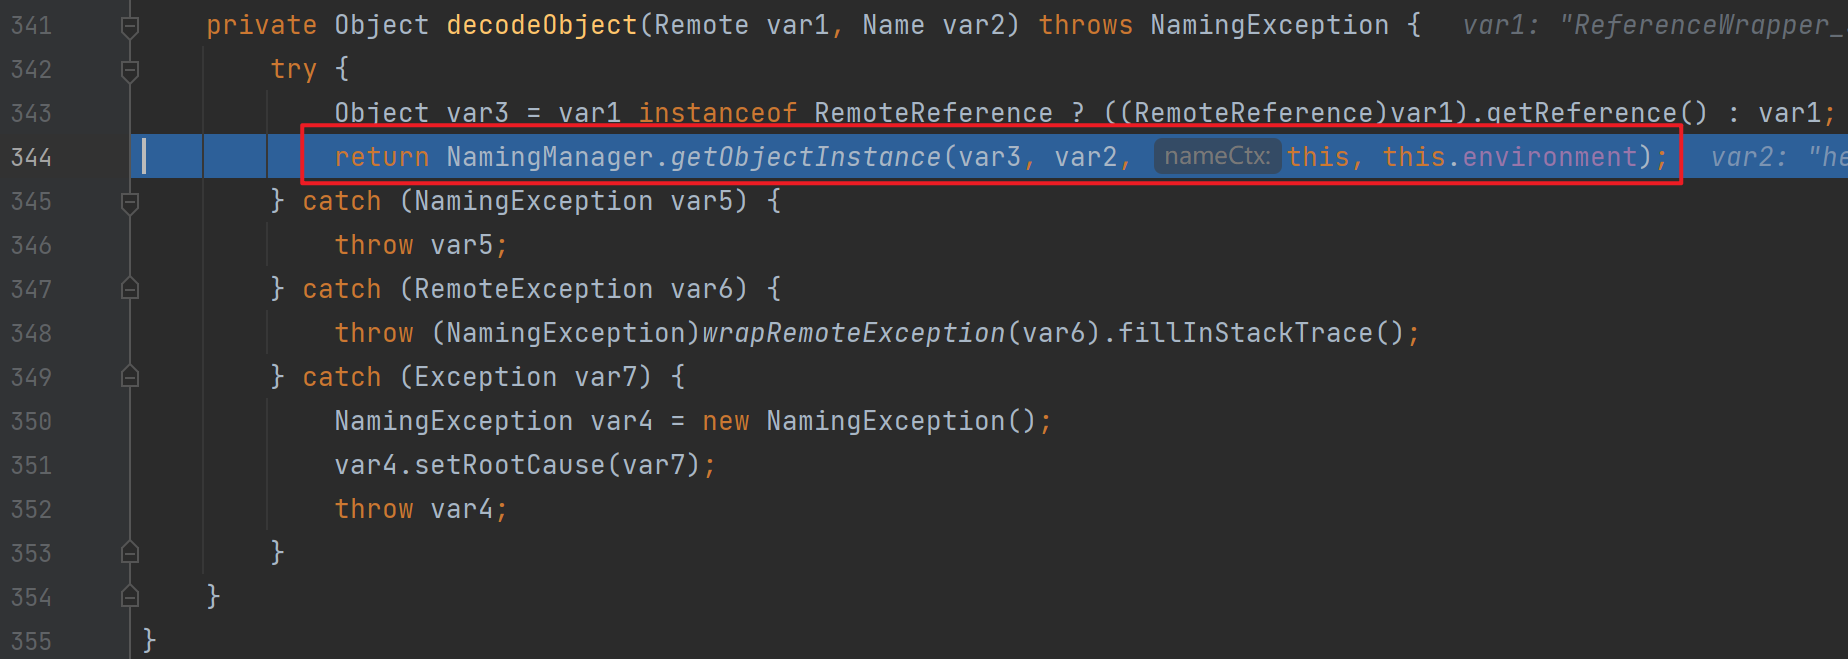 341 private Object decodeObject(Remote var1, Name var2) throws NamingException { var1: "ReferenceWrapper_
342 try {
343 Object var3 = var1 instanceof RemoteReference ? ((RemoteReference)var1).getReference() : var1;
344 return NamingManager.getObjectInstance(var3, var2, nameCtx: this, this.environment); var2: "he
345 } catch (NamingException var5) {
346 throw var5;
347 } catch (RemoteException var6) {
348 throw (NamingException)wrapRemoteException(var6).fillInStackTrace();
349 } catch (Exception var7) {
350 NamingException var4 = new NamingException();
351 var4.setRootCause(var7);
352 throw var4;
353 }
354 }
355 }